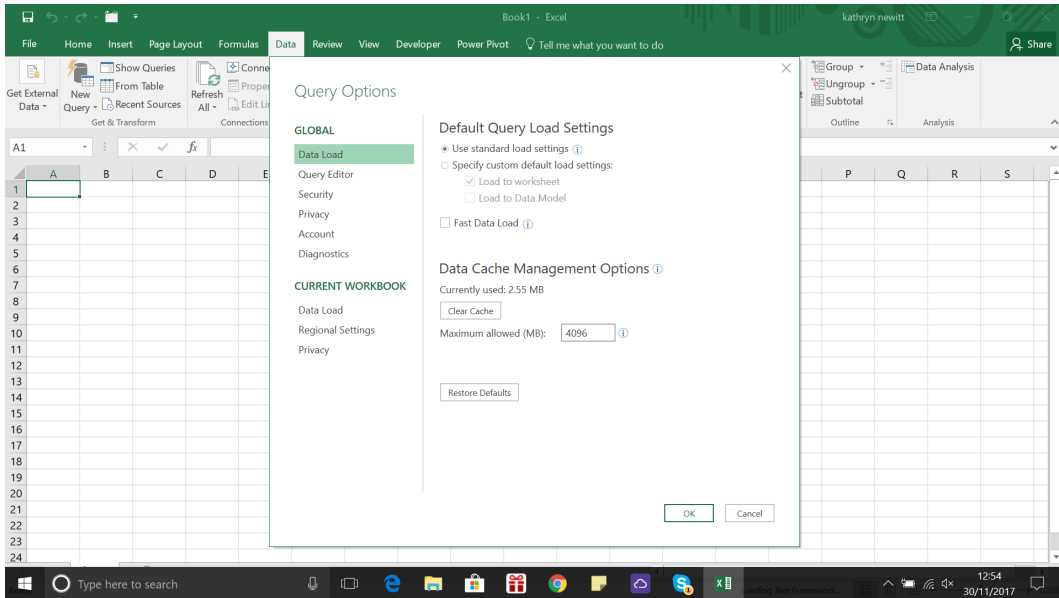 Book1 - Excel
kathryn newitt
File Home Insert Page Layout Formulas Data Review View Developer Power Pivot Tell me what you want to do Share
Get External Data
New Query
Show Queries
From Table
Recent Sources
Get & Transform
Refresh All
Connections
Group
Ungroup
Subtotal
Outline
Data Analysis
Analysis
A1
fx
A B C D E P Q R S
1
2
3
4
5
6
7
8
9
10
11
12
13
14
15
16
17
18
19
20
21
22
23
24
Query Options
GLOBAL
Data Load
Query Editor
Security
Privacy
Account
Diagnostics
CURRENT WORKBOOK
Data Load
Regional Settings
Privacy
Default Query Load Settings
Use standard load settings
Specify custom default load settings:
Load to worksheet
Load to Data Model
Fast Data Load
Data Cache Management Options
Currently used: 2.55 MB
Clear Cache
Maximum allowed (MB): 4096
Restore Defaults
OK Cancel
Type here to search
12:54
30/11/2017